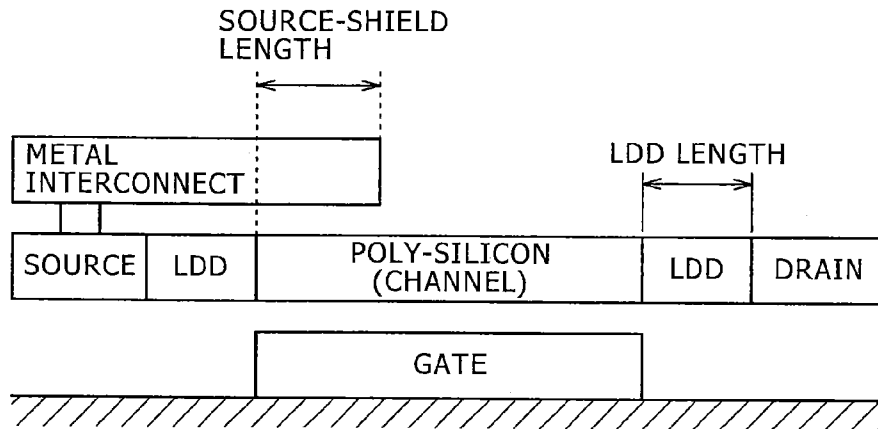 SOURCE-SHIELD
LENGTH
METAL
INTERCONNECT
LDD LENGTH
SOURCE
LDD
POLY-SILICON
(CHANNEL)
LDD
DRAIN
GATE